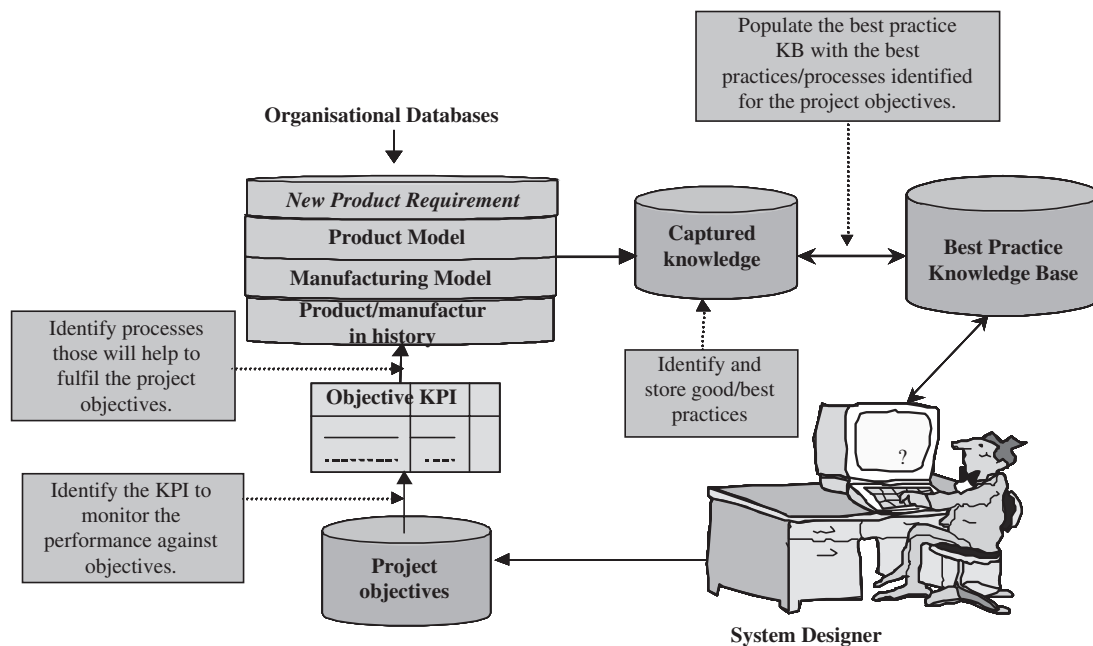 Populate the best practice
KB with the best
practices/processes identified
for the project objectives.
Organisational Databases
New Product Requirement
Product Model
Manufacturing Model
Product/manufactur
in history
Captured
knowledge
Best Practice
Knowledge Base
Identify processes
those will help to
fulfil the project
objectives.
Identify and
store good/best
practices
Objective KPI
?
Identify the KPI to
monitor the
performance against
objectives.
Project
objectives
System Designer